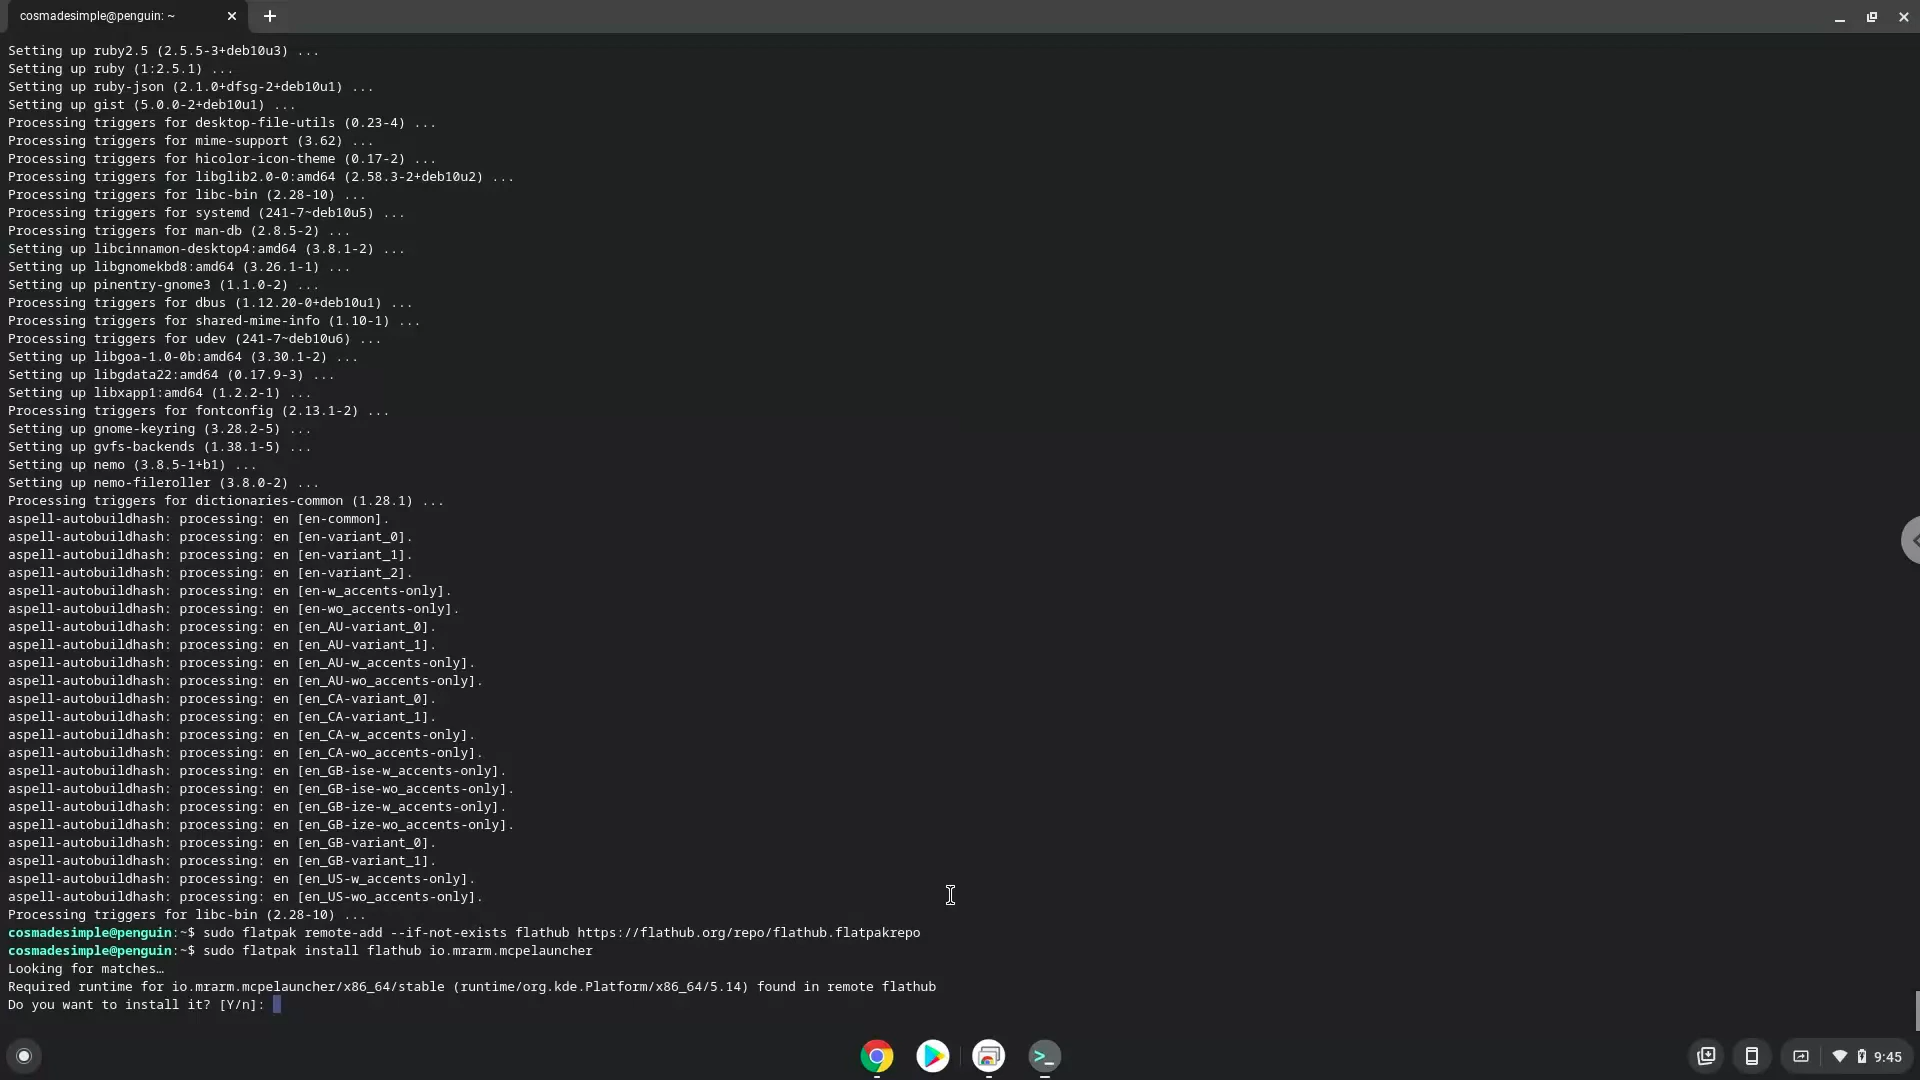 cosmadesimple@penguin: ~
Setting up ruby2.5 (2.5.5-3+deb10u3) ...
Setting up ruby (1:2.5.1) ...
Setting up ruby-json (2.1.0+dfsg-2+deb10u1) ...
Setting up gist (5.0.0-2+deb10u1) ...
Processing triggers for desktop-file-utils (0.23-4) ...
Processing triggers for mime-support (3.62) ...
Processing triggers for hicolor-icon-theme (0.17-2) ...
Processing triggers for libglib2.0-0:amd64 (2.58.3-2+deb10u2) ...
Processing triggers for libc-bin (2.28-10) ...
Processing triggers for systemd (241-7~deb10u5) ...
Processing triggers for man-db (2.8.5-2) ...
Setting up libcinnamon-desktop4:amd64 (3.8.1-2) ...
Setting up libgnomekbd8:amd64 (3.26.1-1) ...
Setting up pinentry-gnome3 (1.1.0-2) ...
Processing triggers for dbus (1.12.20-0+deb10u1) ...
Processing triggers for shared-mime-info (1.10-1) ...
Processing triggers for udev (241-7~deb10u6) ...
Setting up libgoa-1.0-0b:amd64 (3.30.1-2) ...
Setting up libgdata22:amd64 (0.17.9-3) ...
Setting up libxapp1:amd64 (1.2.2-1) ...
Processing triggers for fontconfig (2.13.1-2) ...
Setting up gnome-keyring (3.28.2-5) ...
Setting up gvfs-backends (1.38.1-5) ...
Setting up nemo (3.8.5-1+b1) ...
Setting up nemo-fileroller (3.8.0-2) ...
Processing triggers for dictionaries-common (1.28.1) ...
aspell-autobuildhash: processing: en [en-common].
aspell-autobuildhash: processing: en [en-variant_0].
aspell-autobuildhash: processing: en [en-variant_1].
aspell-autobuildhash: processing: en [en-variant_2].
aspell-autobuildhash: processing: en [en-w_accents-only].
aspell-autobuildhash: processing: en [en-wo_accents-only].
aspell-autobuildhash: processing: en [en_AU-variant_0].
aspell-autobuildhash: processing: en [en_AU-variant_1].
aspell-autobuildhash: processing: en [en_AU-w_accents-only].
aspell-autobuildhash: processing: en [en_AU-wo_accents-only].
aspell-autobuildhash: processing: en [en_CA-variant_0].
aspell-autobuildhash: processing: en [en_CA-variant_1].
aspell-autobuildhash: processing: en [en_CA-w_accents-only].
aspell-autobuildhash: processing: en [en_CA-wo_accents-only].
aspell-autobuildhash: processing: en [en_GB-ise-w_accents-only].
aspell-autobuildhash: processing: en [en_GB-ise-wo_accents-only].
aspell-autobuildhash: processing: en [en_GB-ize-w_accents-only].
aspell-autobuildhash: processing: en [en_GB-ize-wo_accents-only].
aspell-autobuildhash: processing: en [en_GB-variant_0].
aspell-autobuildhash: processing: en [en_GB-variant_1].
aspell-autobuildhash: processing: en [en_US-w_accents-only].
aspell-autobuildhash: processing: en [en_US-wo_accents-only].
Processing triggers for libc-bin (2.28-10) ...
cosmadesimple@penguin:~$ sudo flatpak remote-add --if-not-exists flathub https://flathub.org/repo/flathub.flatpakrepo
cosmadesimple@penguin:~$ sudo flatpak install flathub io.mrarm.mcpelauncher
Looking for matches…
Required runtime for io.mrarm.mcpelauncher/x86_64/stable (runtime/org.kde.Platform/x86_64/5.14) found in remote flathub
Do you want to install it? [Y/n]:
9:45